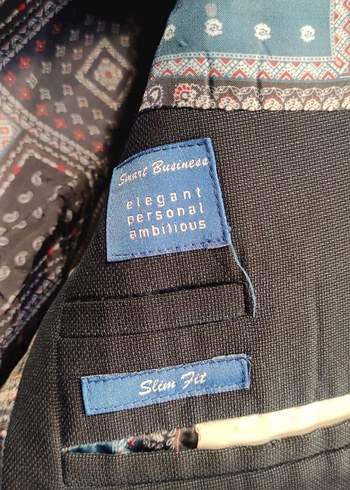 Smart Business
elegant
personal
ambitious
Slim Fit